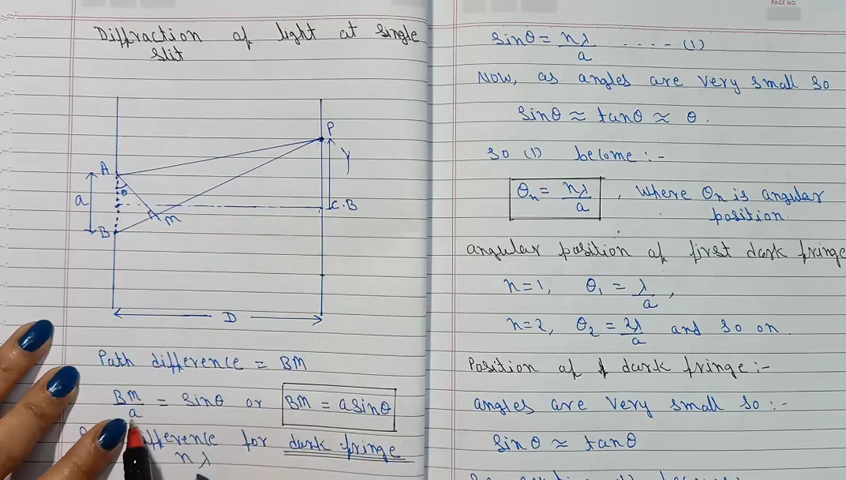 Diffraction of light at single
slit
A
a
θ
B
M
P
y
C.B
D
Path difference = BM
BM/a = sinθ or BM = asinθ
difference for dark fringe
nλ
PAGE NO.
sinθ = nλ/a ....-(1)
Now, as angles are very small so
sinθ ≈ tanθ ≈ θ.
so (1) become :-
θn = nλ/a , where θn is angular
position
angular position of first dark fringe
n=1, θ1 = λ/a,
n=2, θ2 = 2λ/a and so on.
Position of dark fringe:-
angles are very small so:-
sinθ ≈ tanθ